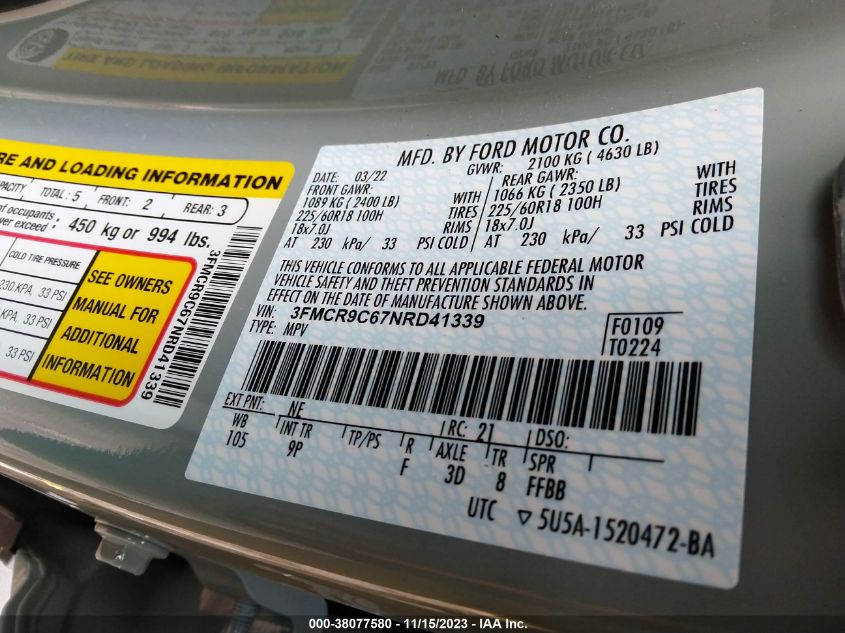 RE AND LOADING INFORMATION
PACITY TOTAL: 5 FRONT: 2 REAR: 3
of occupants
ver exceed : 450 kg or 994 lbs.
COLD TIRE PRESSURE
230 KPA, 33 PSI
KPA, 33 PSI
33 PSI
SEE OWNERS
MANUAL FOR
ADDITIONAL
INFORMATION
3FMCR9C67NRD41339
MFD. BY FORD MOTOR CO.
DATE: 03/22 GVWR: 2100 KG ( 4630 LB)
FRONT GAWR: REAR GAWR:
1089 KG ( 2400 LB) WITH 1066 KG ( 2350 LB) WITH
225/60R18 100H TIRES 225/60R18 100H TIRES
18x7.0J RIMS 18x7.0J RIMS
AT 230 kPa/ 33 PSI COLD AT 230 kPa/ 33 PSI COLD
THIS VEHICLE CONFORMS TO ALL APPLICABLE FEDERAL MOTOR
VEHICLE SAFETY AND THEFT PREVENTION STANDARDS IN
EFFECT ON THE DATE OF MANUFACTURE SHOWN ABOVE.
VIN: 3FMCR9C67NRD41339
TYPE: MPV
F0109
T0224
EXT PNT: NE RC: 21 DSO:
WB INT TR TP/PS R AXLE TR SPR
105 9P F 3D 8 FFBB
UTC ▽ 5U5A-1520472-BA
000-38077580 - 11/15/2023 - IAA Inc.